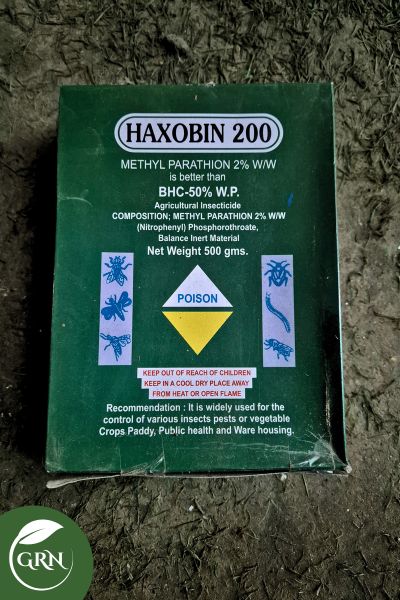 HAXOBIN 200
METHYL PARATHION 2% W/W
is better than
BHC-50% W.P.
Agricultural Insecticide
COMPOSITION; METHYL PARATHION 2% W/W
(Nitrophenyl) Phosphorothroate,
Balance Inert Material
Net Weight 500 gms.
POISON
KEEP OUT OF REACH OF CHILDREN
KEEP IN A COOL DRY PLACE AWAY
FROM HEAT OR OPEN FLAME
Recommendation : It is widely used for the
control of various insects pests or vegetable
Crops Paddy, Public health and Ware housing.
GRN